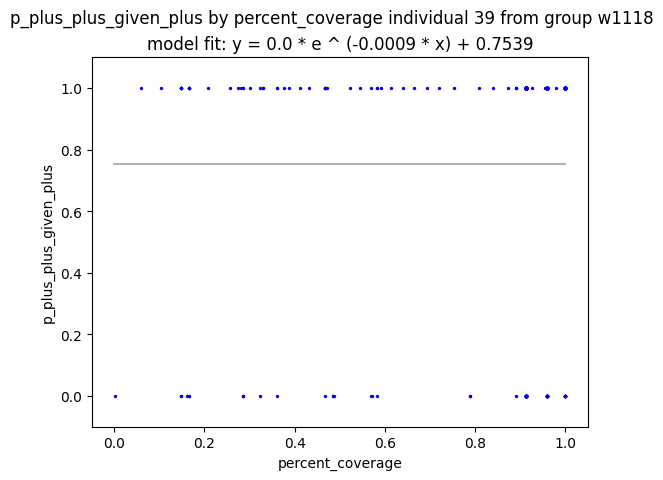 p_plus_plus_given_plus by percent_coverage individual 39 from group w1118
model fit: y = 0.0 * e ^ (-0.0009 * x) + 0.7539
1.0
0.8
0.6
0.4
0.2
0.0
p_plus_plus_given_plus
0.0 0.2 0.4 0.6 0.8 1.0
percent_coverage